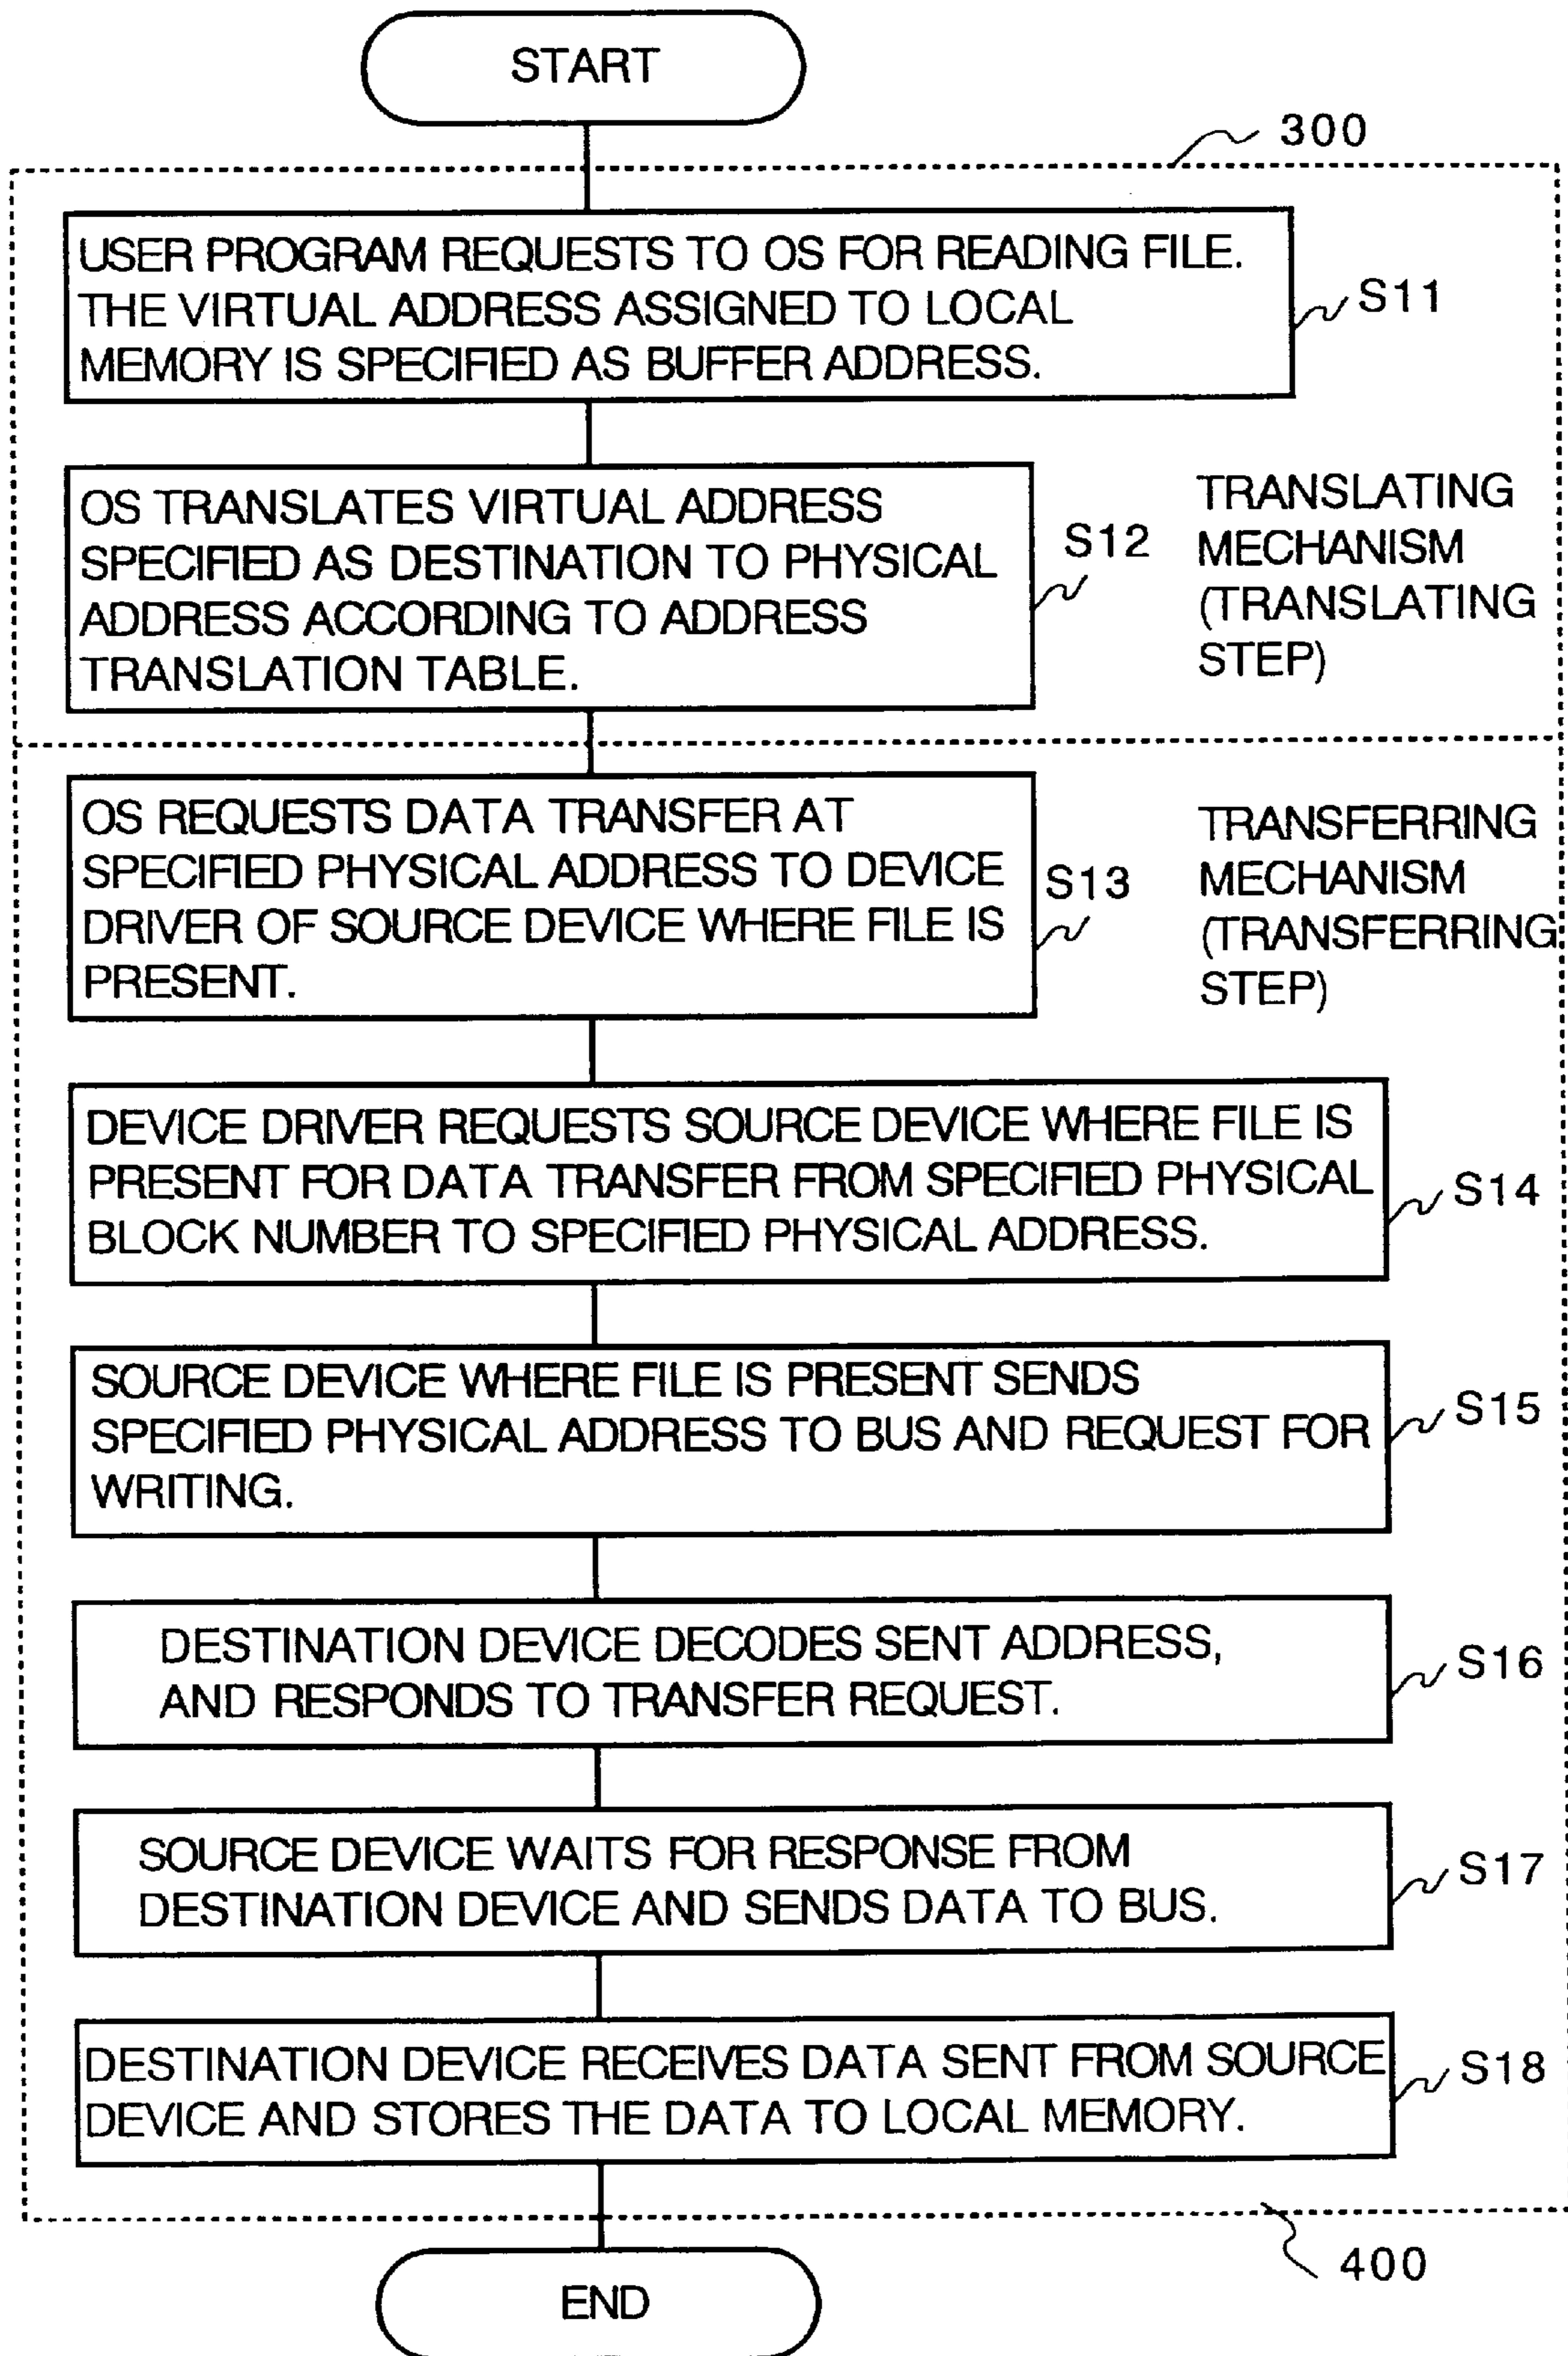 START
300
USER PROGRAM REQUESTS TO OS FOR READING FILE.
THE VIRTUAL ADDRESS ASSIGNED TO LOCAL
MEMORY IS SPECIFIED AS BUFFER ADDRESS.
S11
OS TRANSLATES VIRTUAL ADDRESS
SPECIFIED AS DESTINATION TO PHYSICAL
ADDRESS ACCORDING TO ADDRESS
TRANSLATION TABLE.
S12
TRANSLATING
MECHANISM
(TRANSLATING
STEP)
OS REQUESTS DATA TRANSFER AT
SPECIFIED PHYSICAL ADDRESS TO DEVICE
DRIVER OF SOURCE DEVICE WHERE FILE IS
PRESENT.
S13
TRANSFERRING
MECHANISM
(TRANSFERRING
STEP)
DEVICE DRIVER REQUESTS SOURCE DEVICE WHERE FILE IS
PRESENT FOR DATA TRANSFER FROM SPECIFIED PHYSICAL
BLOCK NUMBER TO SPECIFIED PHYSICAL ADDRESS.
S14
SOURCE DEVICE WHERE FILE IS PRESENT SENDS
SPECIFIED PHYSICAL ADDRESS TO BUS AND REQUEST FOR
WRITING.
S15
DESTINATION DEVICE DECODES SENT ADDRESS,
AND RESPONDS TO TRANSFER REQUEST.
S16
SOURCE DEVICE WAITS FOR RESPONSE FROM
DESTINATION DEVICE AND SENDS DATA TO BUS.
S17
DESTINATION DEVICE RECEIVES DATA SENT FROM SOURCE
DEVICE AND STORES THE DATA TO LOCAL MEMORY.
S18
400
END